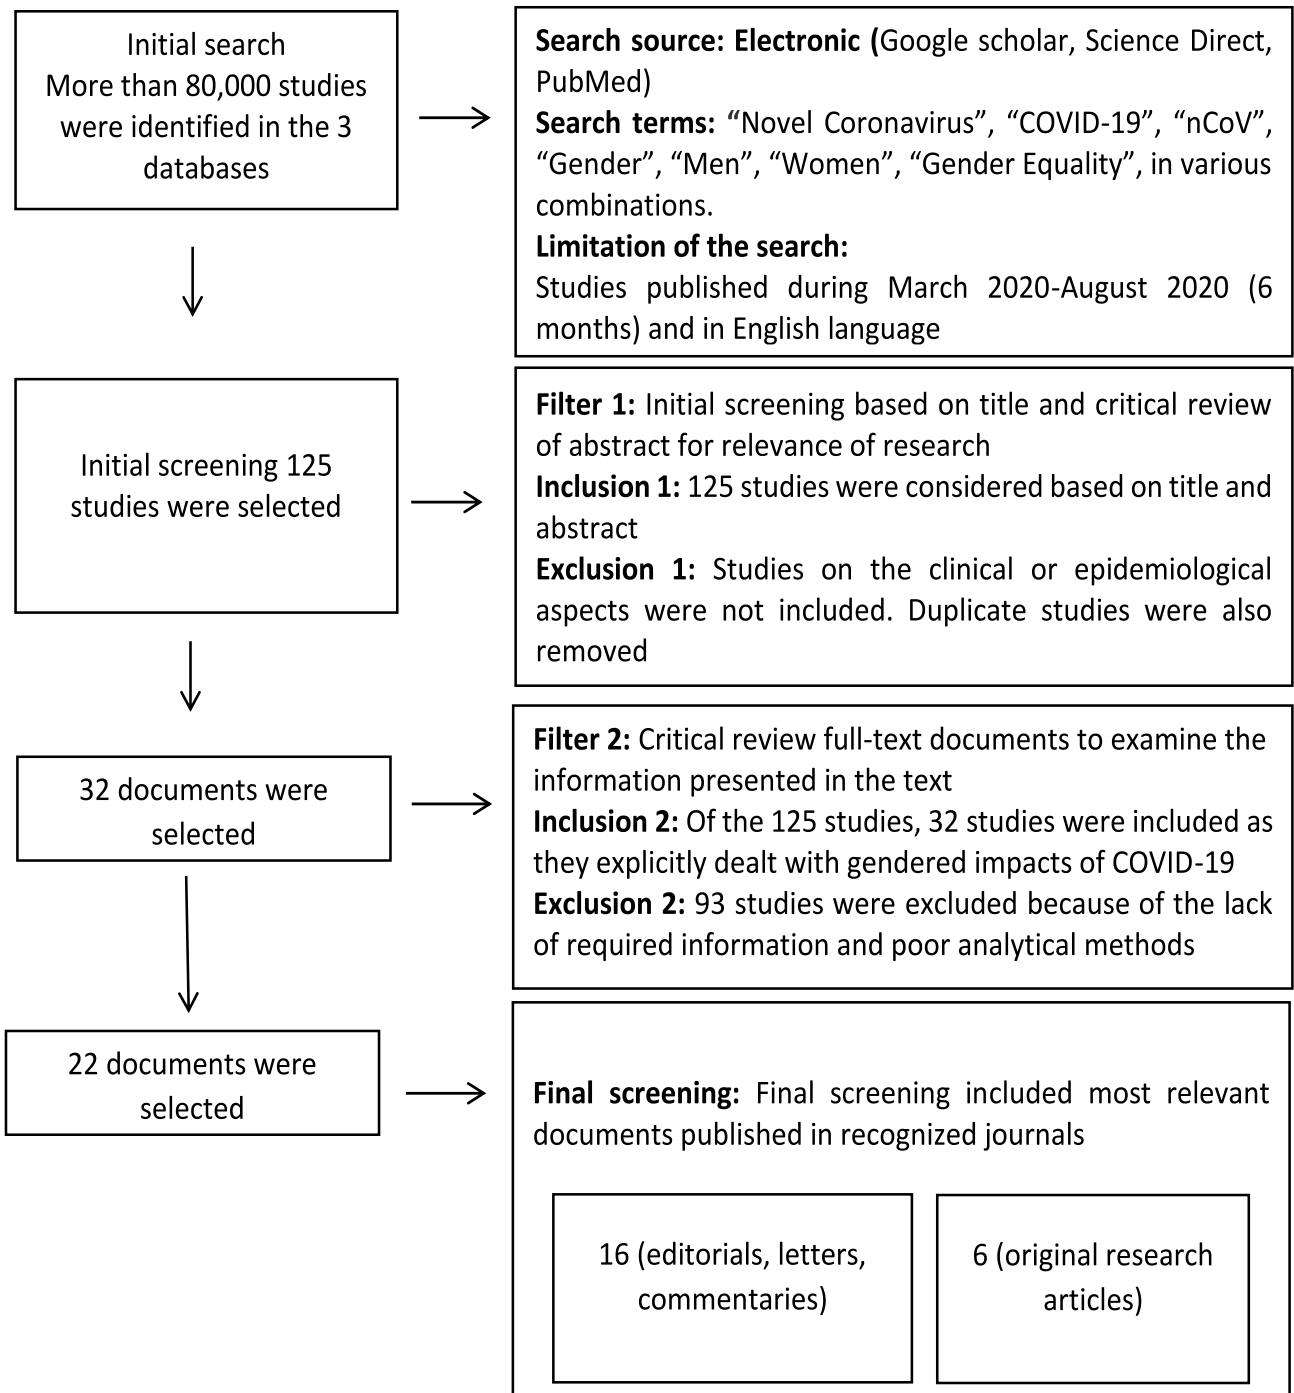 Initial search
More than 80,000 studies
were identified in the 3
databases
Search source: Electronic (Google scholar, Science Direct,
PubMed)
Search terms: “Novel Coronavirus”, “COVID-19”, “nCoV”,
“Gender”, “Men”, “Women”, “Gender Equality”, in various
combinations.
Limitation of the search:
Studies published during March 2020-August 2020 (6
months) and in English language
Initial screening 125
studies were selected
Filter 1: Initial screening based on title and critical review
of abstract for relevance of research
Inclusion 1: 125 studies were considered based on title and
abstract
Exclusion 1: Studies on the clinical or epidemiological
aspects were not included. Duplicate studies were also
removed
32 documents were
selected
Filter 2: Critical review full-text documents to examine the
information presented in the text
Inclusion 2: Of the 125 studies, 32 studies were included as
they explicitly dealt with gendered impacts of COVID-19
Exclusion 2: 93 studies were excluded because of the lack
of required information and poor analytical methods
22 documents were
selected
Final screening: Final screening included most relevant
documents published in recognized journals
16 (editorials, letters,
commentaries)
6 (original research
articles)